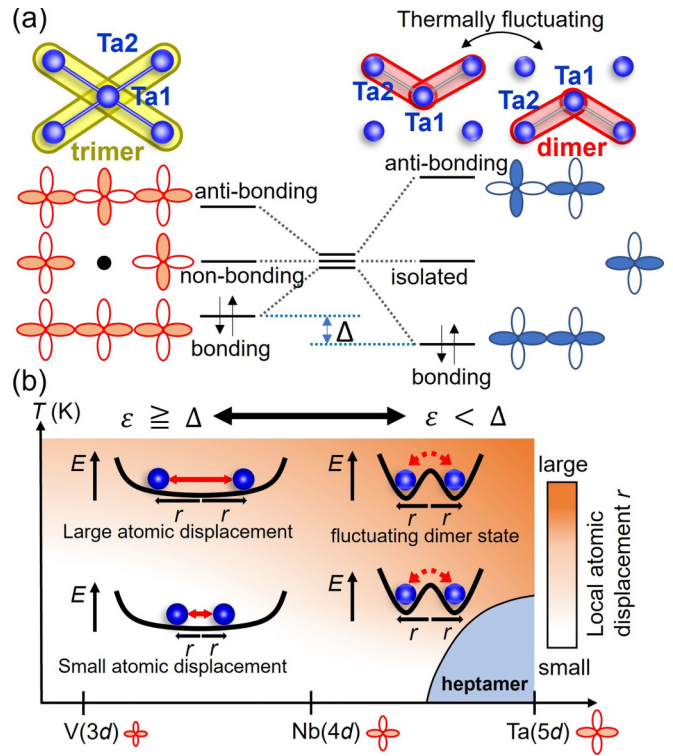 (a)
Thermally fluctuating
Ta2
Ta1
trimer
Ta2
Ta1
Ta1
Ta2
dimer
anti-bonding
anti-bonding
non-bonding
isolated
bonding
Δ
bonding
(b)
T (K)
ε ≧ Δ
ε < Δ
E
r r
Large atomic displacement
E
r r
fluctuating dimer state
E
r r
Small atomic displacement
E
r r
heptamer
large
Local atomic
displacement r
small
V(3d)
Nb(4d)
Ta(5d)